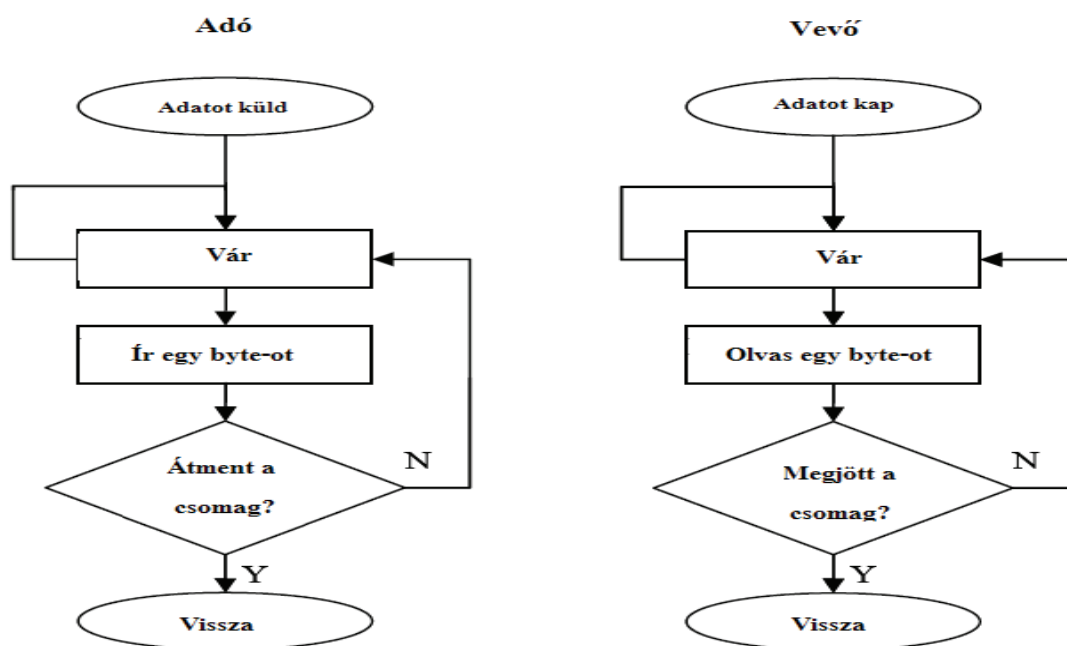 Adó
Adatot küld
Vár
Ír egy byte-ot
Átment a
csomag?
N
Y
Vissza
Vevő
Adatot kap
Vár
Olvas egy byte-ot
Megjött a
csomag?
N
Y
Vissza